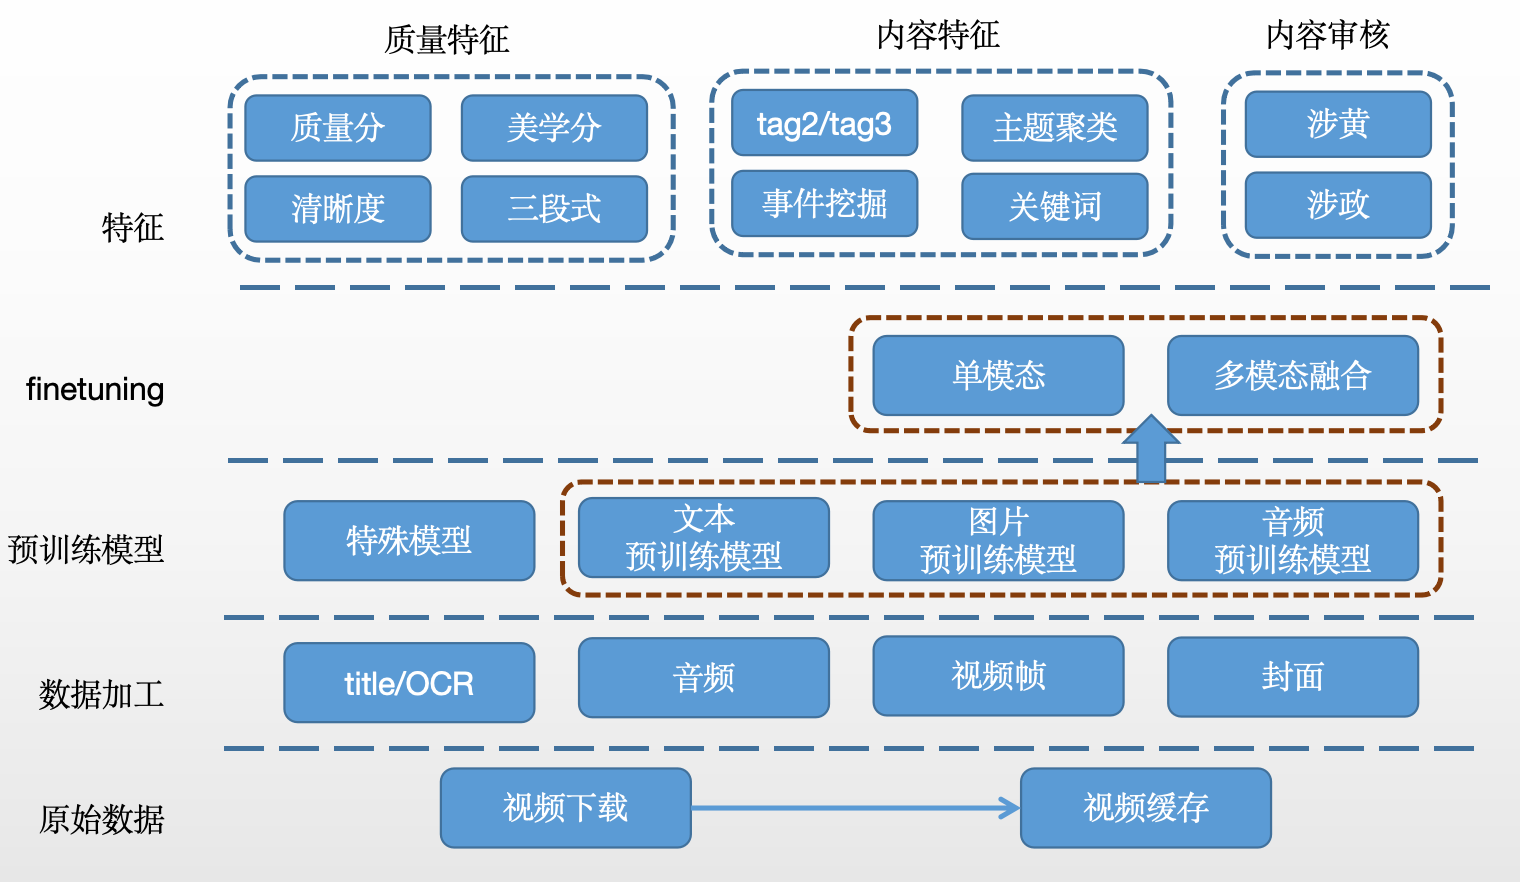 质量特征
内容特征
内容审核
质量分
美学分
tag2/tag3
主题聚类
涉黄
特征
清晰度
三段式
事件挖掘
关键词
涉政
finetuning
单模态
多模态融合
预训练模型
特殊模型
文本
预训练模型
图片
预训练模型
音频
预训练模型
数据加工
title/OCR
音频
视频帧
封面
原始数据
视频下载
视频缓存